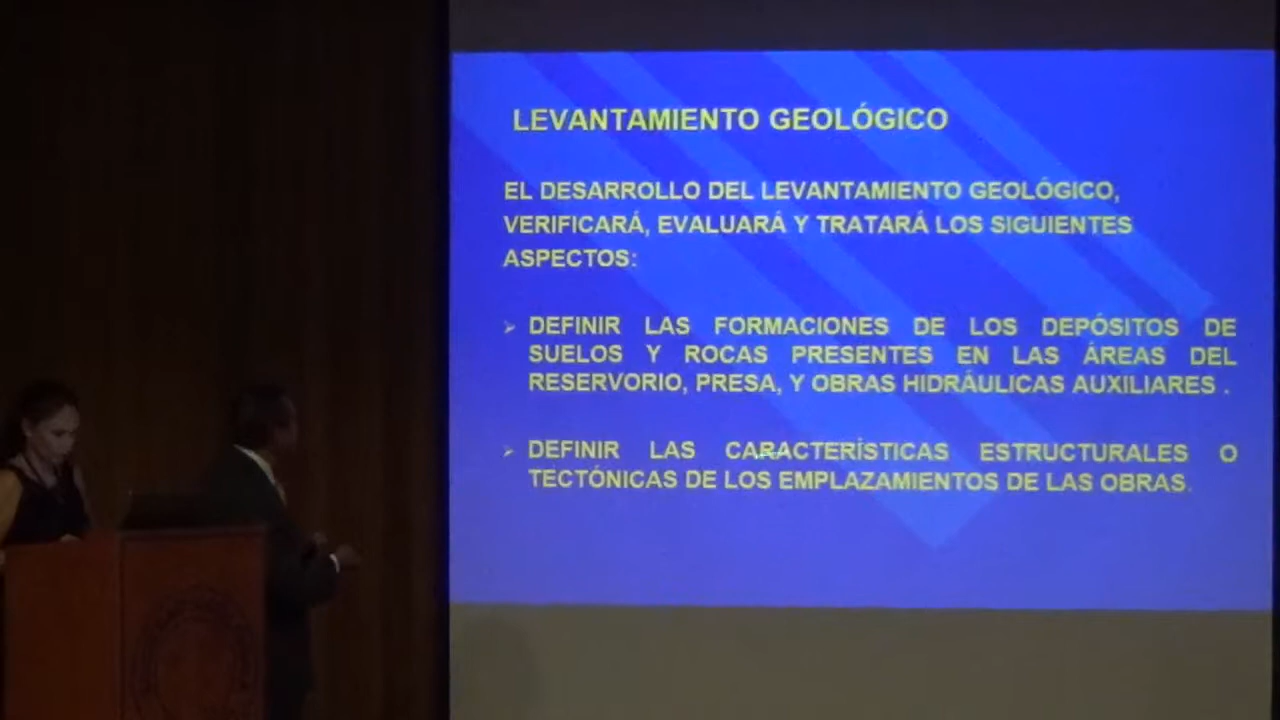 LEVANTAMIENTO GEOLÓGICO
EL DESARROLLO DEL LEVANTAMIENTO GEOLÓGICO,
VERIFICARÁ, EVALUARÁ Y TRATARÁ LOS SIGUIENTES
ASPECTOS:
➢ DEFINIR LAS FORMACIONES DE LOS DEPÓSITOS DE
SUELOS Y ROCAS PRESENTES EN LAS ÁREAS DEL
RESERVORIO, PRESA, Y OBRAS HIDRÁULICAS AUXILIARES .
➢ DEFINIR LAS CARACTERÍSTICAS ESTRUCTURALES O
TECTÓNICAS DE LOS EMPLAZAMIENTOS DE LAS OBRAS.